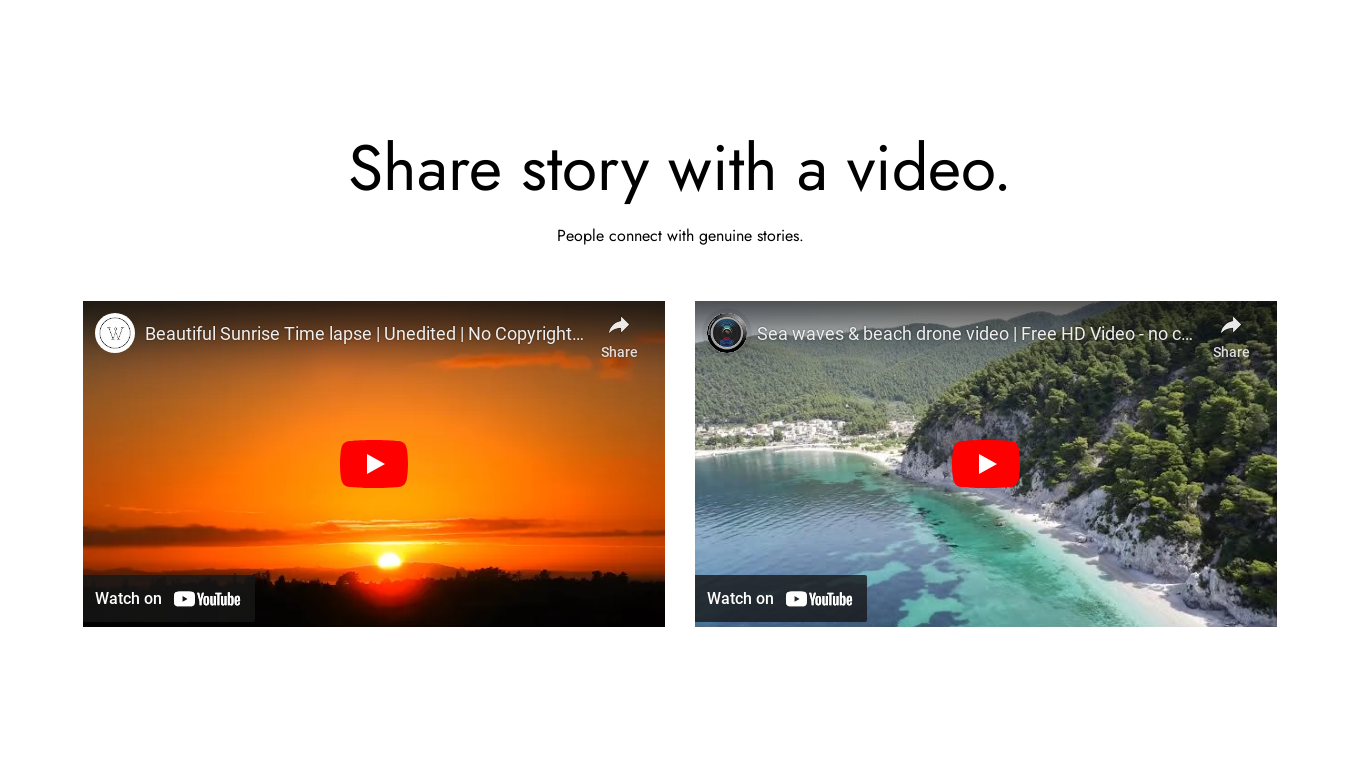 Share story with a video.
People connect with genuine stories.
W
Beautiful Sunrise Time lapse | Unedited | No Copyright...
Share
Watch on YouTube
Sea waves & beach drone video | Free HD Video - no c...
Share
Watch on YouTube